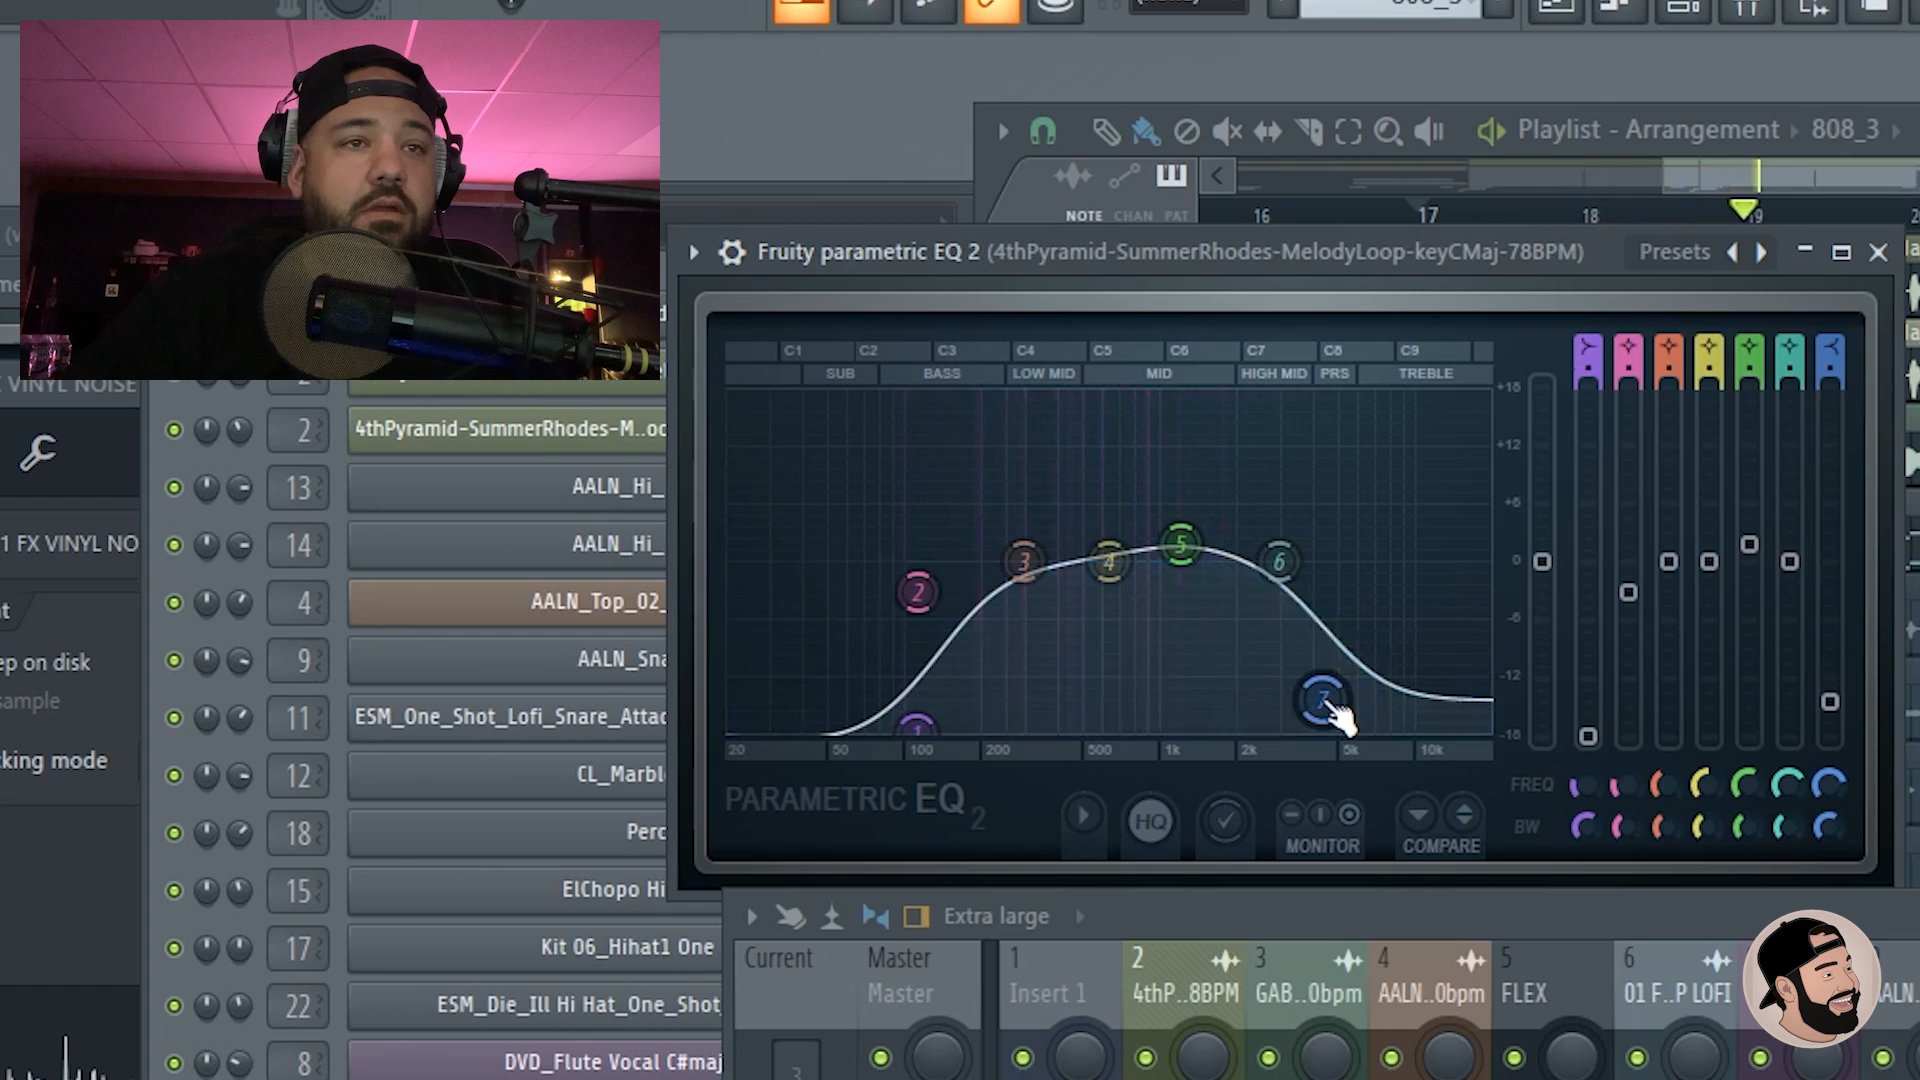 808_3
Playlist - Arrangement
808_3
NOTE CHAN PAT
16 17 18 19
Fruity parametric EQ 2 (4thPyramid-SummerRhodes-MelodyLoop-keyCMaj-78BPM)
Presets
C1 C2 C3 C4 C5 C6 C7 C8 C9
SUB BASS LOW MID MID HIGH MID PRS TREBLE
+18
+12
+6
0
-6
-12
-18
1 2 3 4 5 6 7
20 50 100 200 500 1k 2k 5k 10k
PARAMETRIC EQ 2
HQ
MONITOR
COMPARE
FREQ
BW
VINYL NOISE
1 FX VINYL NO
ep on disk
sample
king mode
2 4thPyramid-SummerRhodes-M..oc
13 AALN_Hi_
14 AALN_Hi_
4 AALN_Top_02_
9 AALN_Sna
11 ESM_One_Shot_Lofi_Snare_Attac
12 CL_Marbl
18 Perc
15 ElChopo Hi
17 Kit 06_Hihat1 One
22 ESM_Die_Ill Hi Hat_One_Shot
8 DVD_Flute Vocal C#maj
Extra large
Current Master 1 2 3 4 5 6
Master Insert 1 4thP..8BPM GAB..0bpm AALN..0bpm FLEX 01 F..P LOFI ALN
3